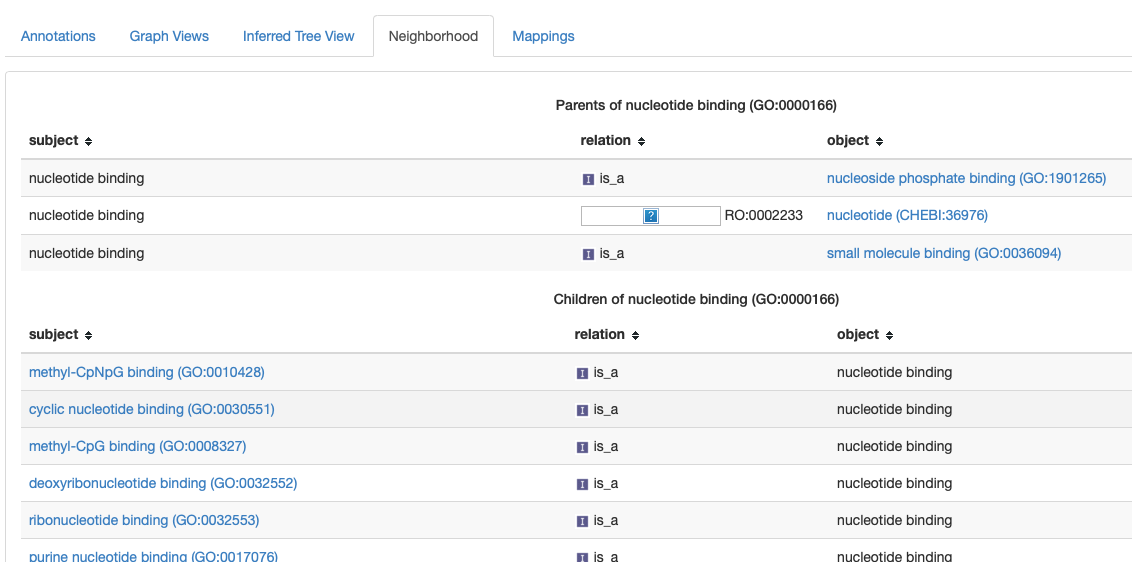 Annotations Graph Views Inferred Tree View Neighborhood Mappings
Parents of nucleotide binding (GO:0000166)
subject relation object
nucleotide binding I is_a nucleoside phosphate binding (GO:1901265)
nucleotide binding ? RO:0002233 nucleotide (CHEBI:36976)
nucleotide binding I is_a small molecule binding (GO:0036094)
Children of nucleotide binding (GO:0000166)
subject relation object
methyl-CpNpG binding (GO:0010428) I is_a nucleotide binding
cyclic nucleotide binding (GO:0030551) I is_a nucleotide binding
methyl-CpG binding (GO:0008327) I is_a nucleotide binding
deoxyribonucleotide binding (GO:0032552) I is_a nucleotide binding
ribonucleotide binding (GO:0032553) I is_a nucleotide binding
purine nucleotide binding (GO:0017076) I is_a nucleotide binding